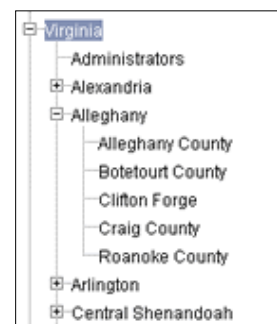 Virginia
Administrators
Alexandria
Alleghany
Alleghany County
Botetourt County
Clifton Forge
Craig County
Roanoke County
Arlington
Central Shenandoah